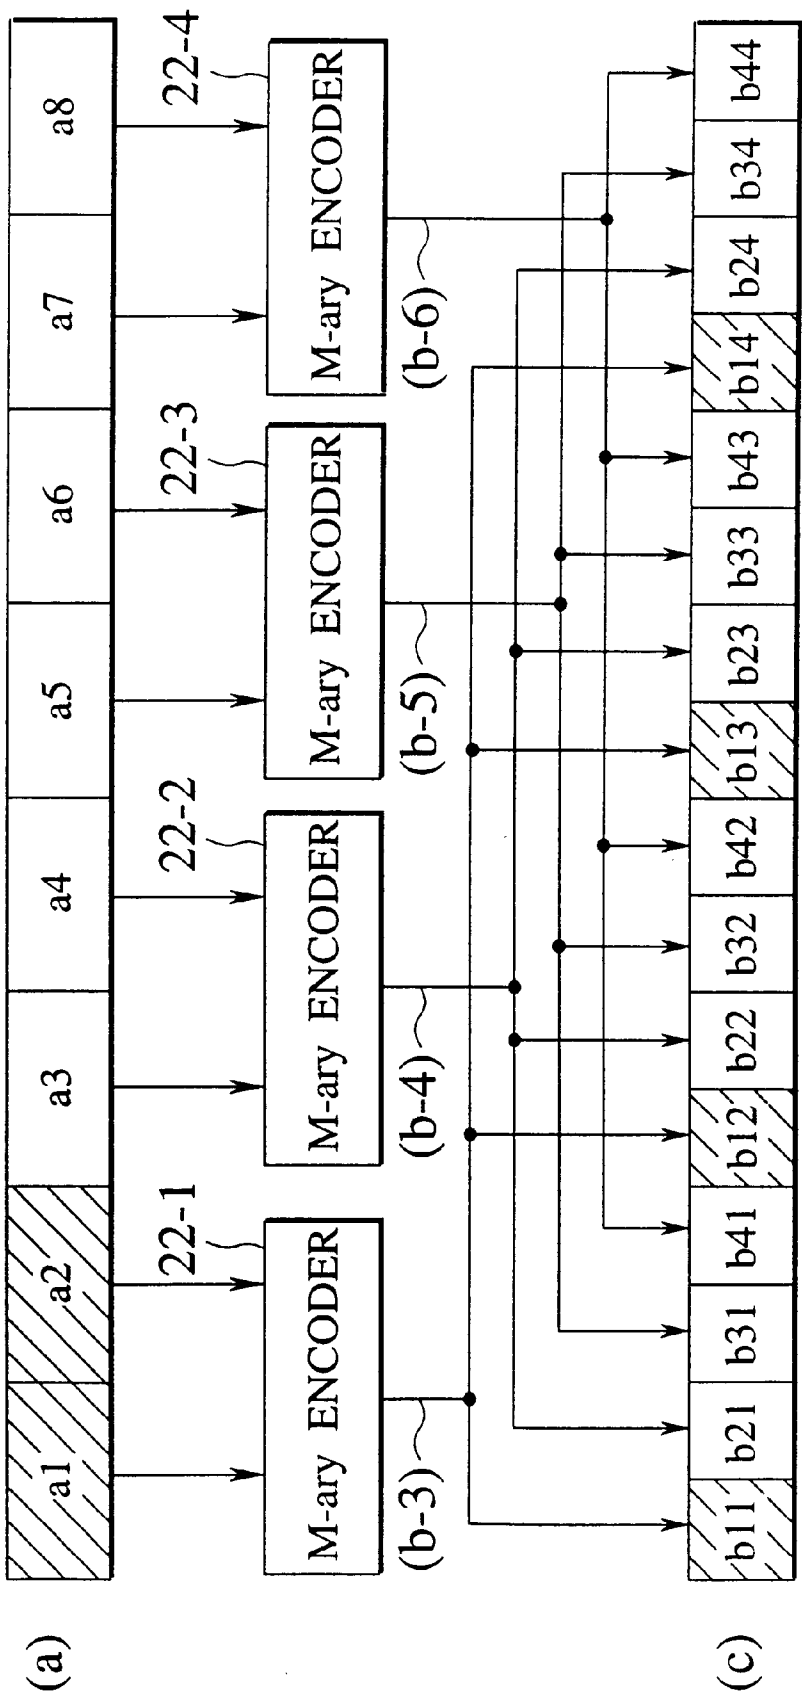 (a)
a1 a2 a3 a4 a5 a6 a7 a8
22-1 22-2 22-3 22-4
M-ary ENCODER M-ary ENCODER M-ary ENCODER M-ary ENCODER
(b-3) (b-4) (b-5) (b-6)
(c)
b11 b21 b31 b41 b12 b22 b32 b42 b13 b23 b33 b43 b14 b24 b34 b44